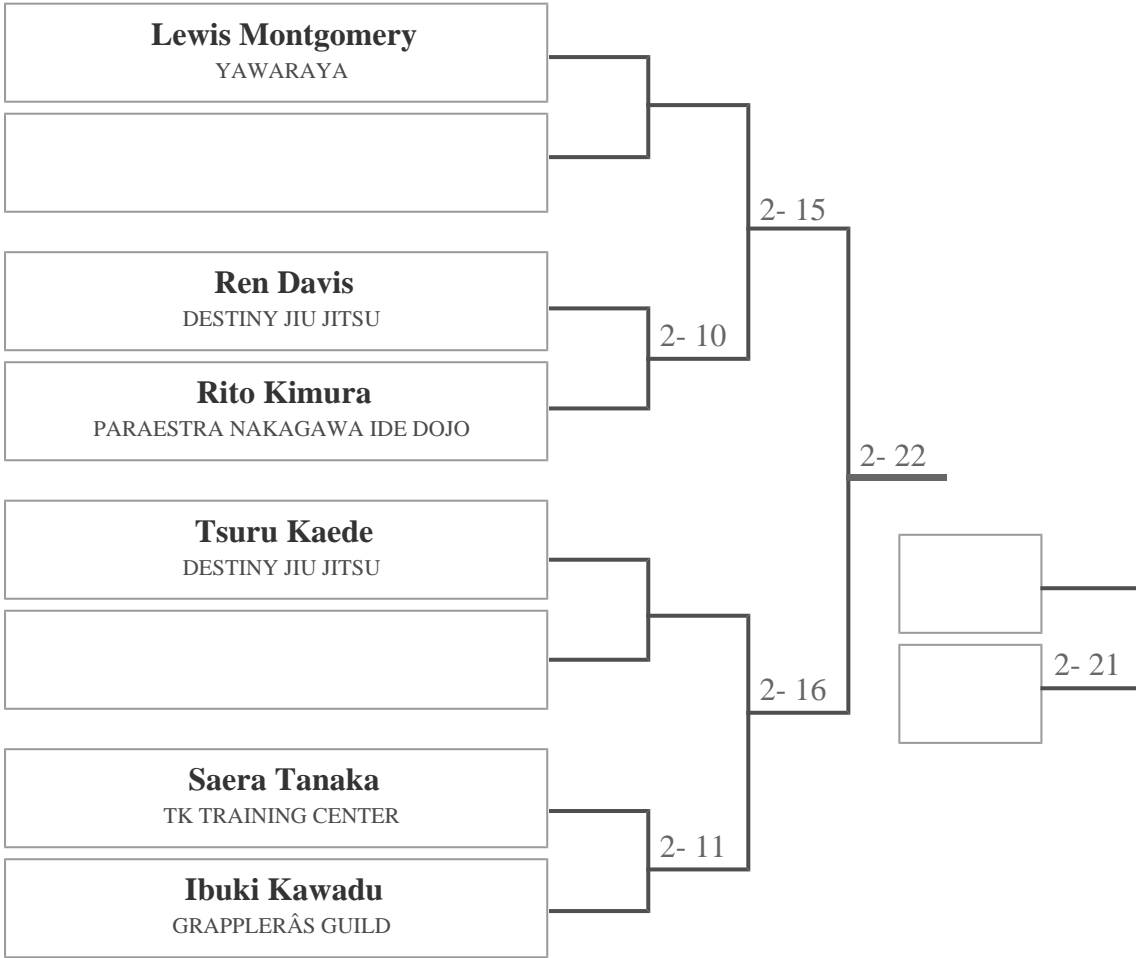 Lewis Montgomery
YAWARAYA
2- 15
Ren Davis
DESTINY JIU JITSU
2- 10
Rito Kimura
PARAESTRA NAKAGAWA IDE DOJO
2- 22
Tsuru Kaede
DESTINY JIU JITSU
2- 21
2- 16
Saera Tanaka
TK TRAINING CENTER
2- 11
Ibuki Kawadu
GRAPPLERÂS GUILD